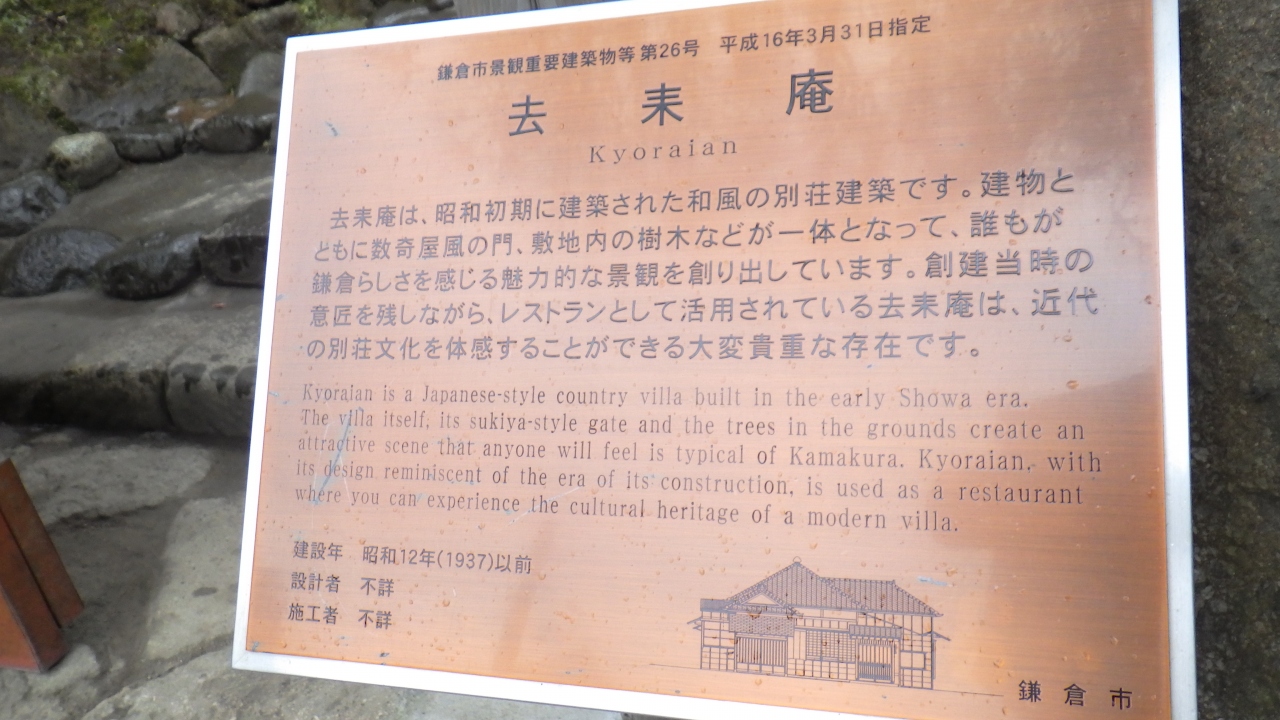 鎌倉市景観重要建築物等 第26号　平成16年3月31日指定
去来庵
Kyoraian
去来庵は、昭和初期に建築された和風の別荘建築です。建物と
ともに数奇屋風の門、敷地内の樹木などが一体となって、誰もが
鎌倉らしさを感じる魅力的な景観を創り出しています。創建当時の
意匠を残しながら、レストランとして活用されている去来庵は、近代
の別荘文化を体感することができる大変貴重な存在です。
Kyoraian is a Japanese-style country villa built in the early Showa era.
The villa itself, its sukiya-style gate and the trees in the grounds create an
attractive scene that anyone will feel is typical of Kamakura. Kyoraian, with
its design reminiscent of the era of its construction, is used as a restaurant
where you can experience the cultural heritage of a modern villa.
建設年　昭和12年(1937)以前
設計者　不詳
施工者　不詳
鎌倉市